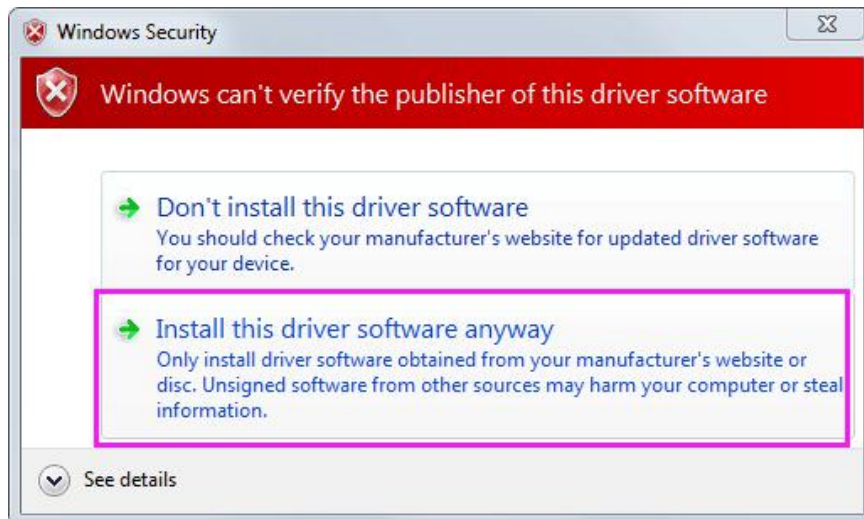 Windows Security
Windows can't verify the publisher of this driver software
Don't install this driver software
You should check your manufacturer's website for updated driver software
for your device.
Install this driver software anyway
Only install driver software obtained from your manufacturer's website or
disc. Unsigned software from other sources may harm your computer or steal
information.
See details